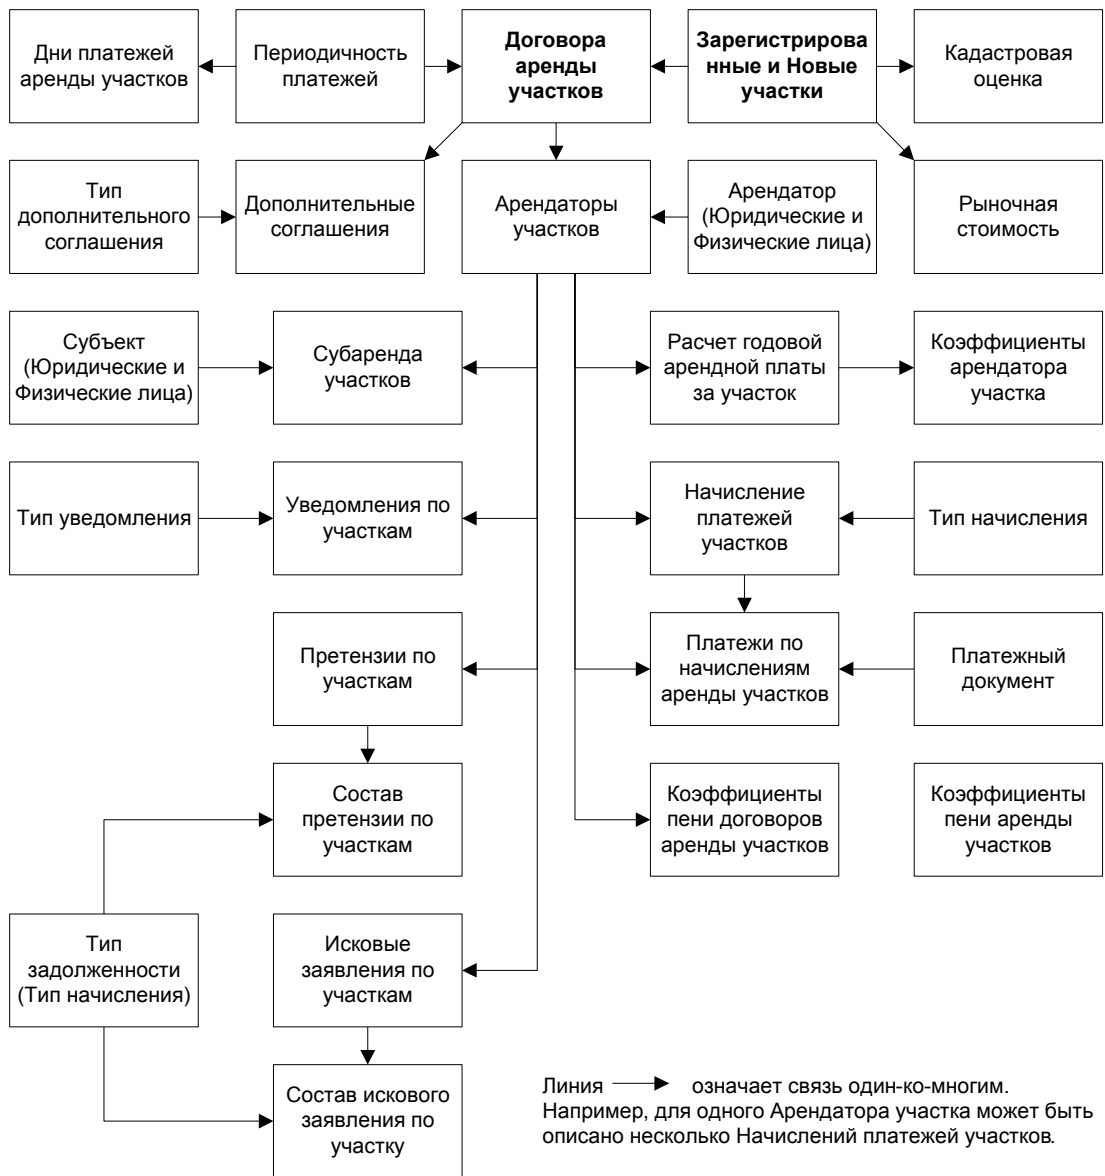 Дни платежей
аренды участков
Периодичность
платежей
Договора
аренды
участков
Зарегистрирова
нные и Новые
участки
Кадастровая
оценка
Тип
дополнительного
соглашения
Дополнительные
соглашения
Арендаторы
участков
Арендатор
(Юридические и
Физические лица)
Рыночная
стоимость
Субъект
(Юридические и
Физические лица)
Субаренда
участков
Расчет годовой
арендной платы
за участок
Коэффициенты
арендатора
участка
Тип уведомления
Уведомления по
участкам
Начисление
платежей
участков
Тип начисления
Претензии по
участкам
Платежи по
начислениям
аренды участков
Платежный
документ
Состав
претензии по
участкам
Коэффициенты
пени договоров
аренды участков
Коэффициенты
пени аренды
участков
Тип
задолженности
(Тип начисления)
Исковые
заявления по
участкам
Состав искового
заявления по
участку
Линия означает связь один-ко-многим.
Например, для одного Арендатора участка может быть
описано несколько Начислений платежей участков.